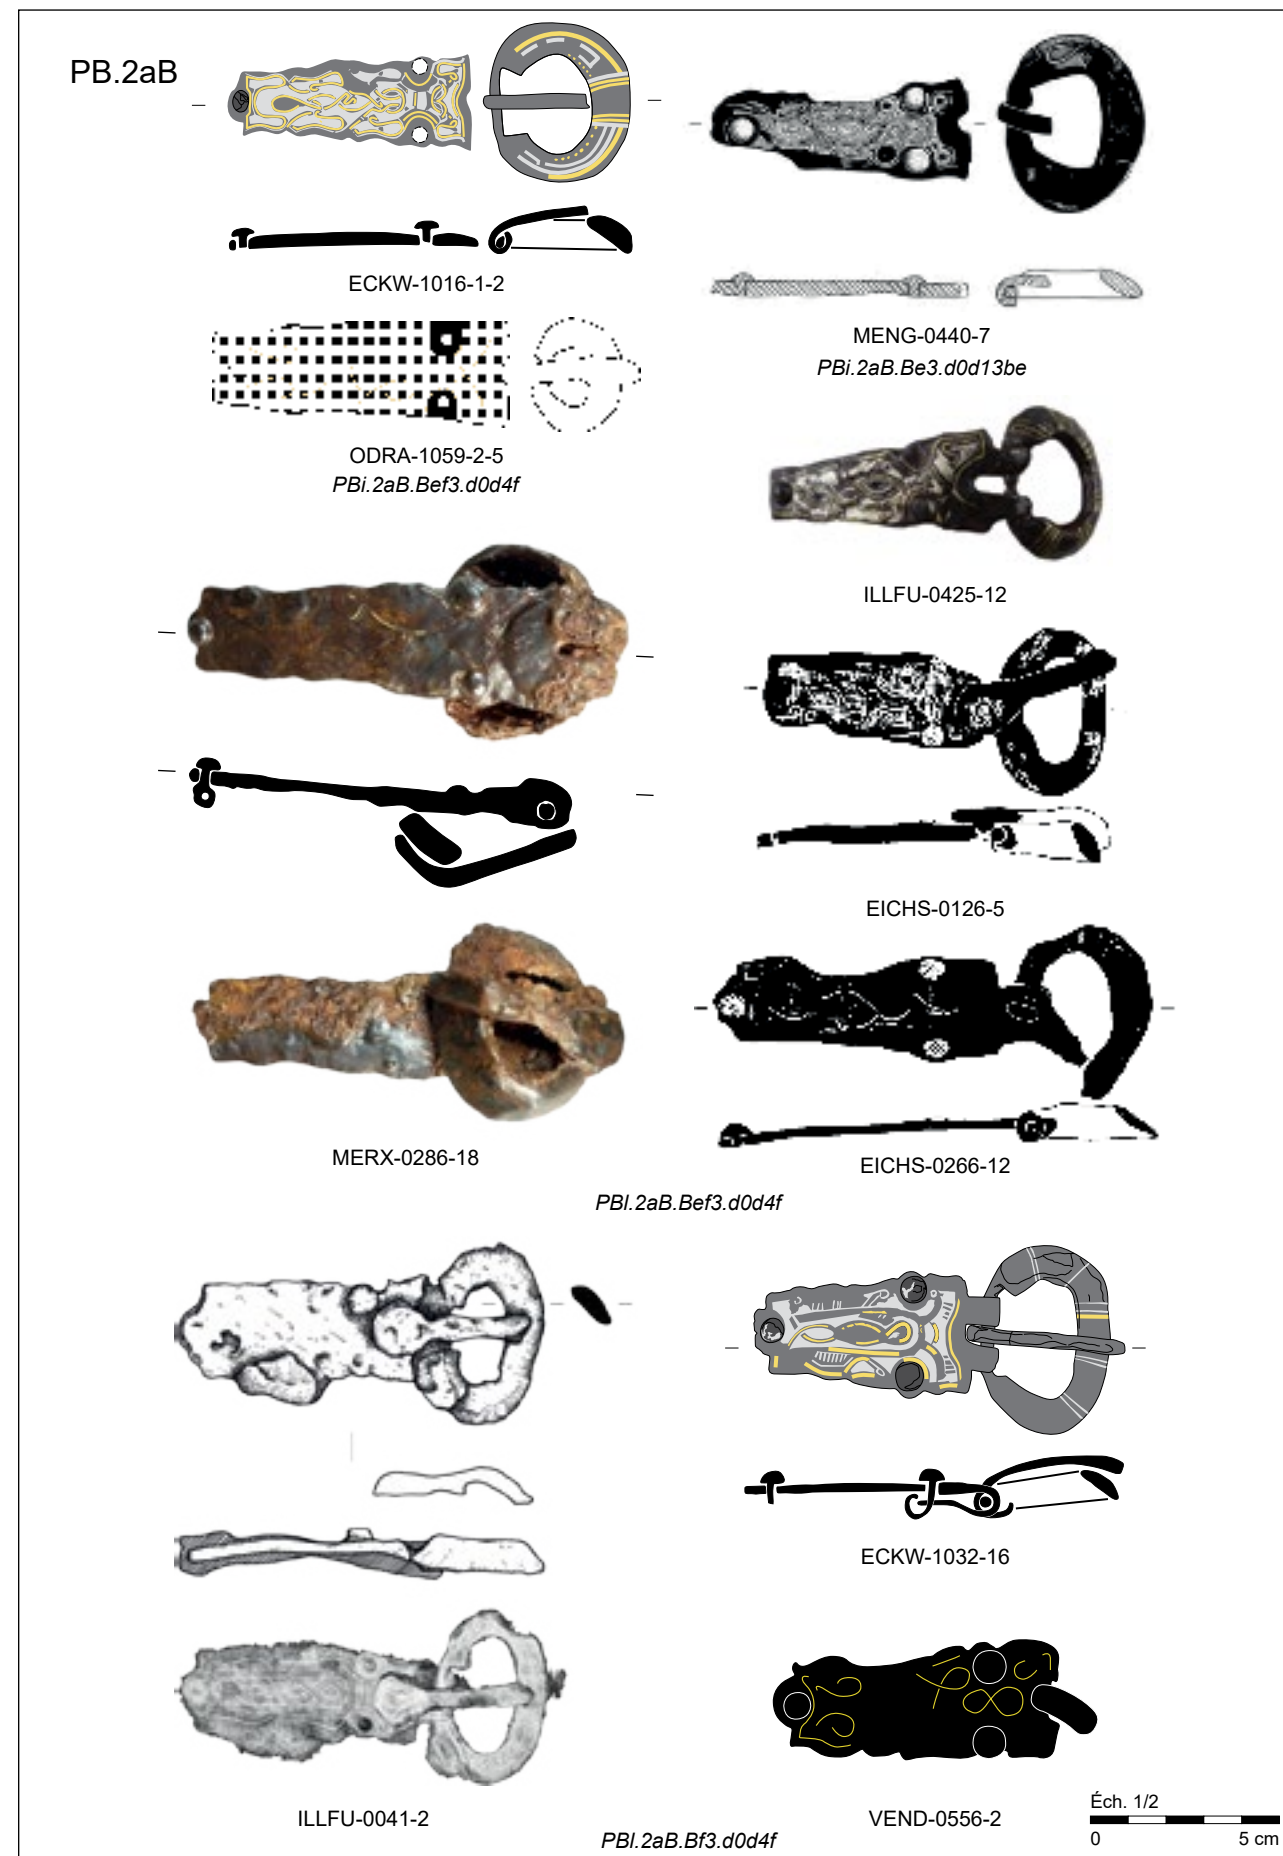 PB.2aB
ECKW-1016-1-2
MENG-0440-7
PBi.2aB.Be3.d0d13be
ODRA-1059-2-5
PBi.2aB.Bef3.d0d4f
ILLFU-0425-12
EICHS-0126-5
MERX-0286-18
EICHS-0266-12
PBl.2aB.Bef3.d0d4f
ECKW-1032-16
ILLFU-0041-2
VEND-0556-2
PBl.2aB.Bf3.d0d4f
Éch. 1/2
0 5 cm